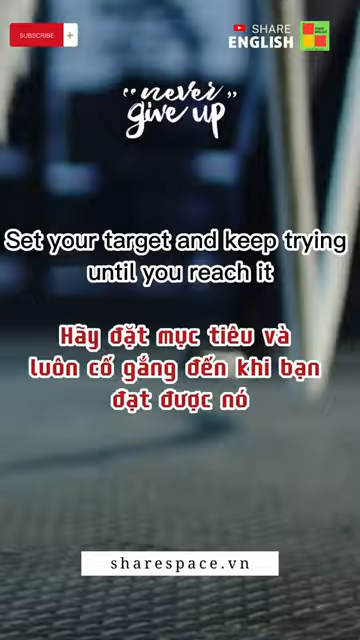 SUBSCRIBE +
SHARE
ENGLISH
"never
give up"
Set your target and keep trying
until you reach it
Hãy đặt mục tiêu và
luôn cố gắng đến khi bạn
đạt được nó
sharespace.vn